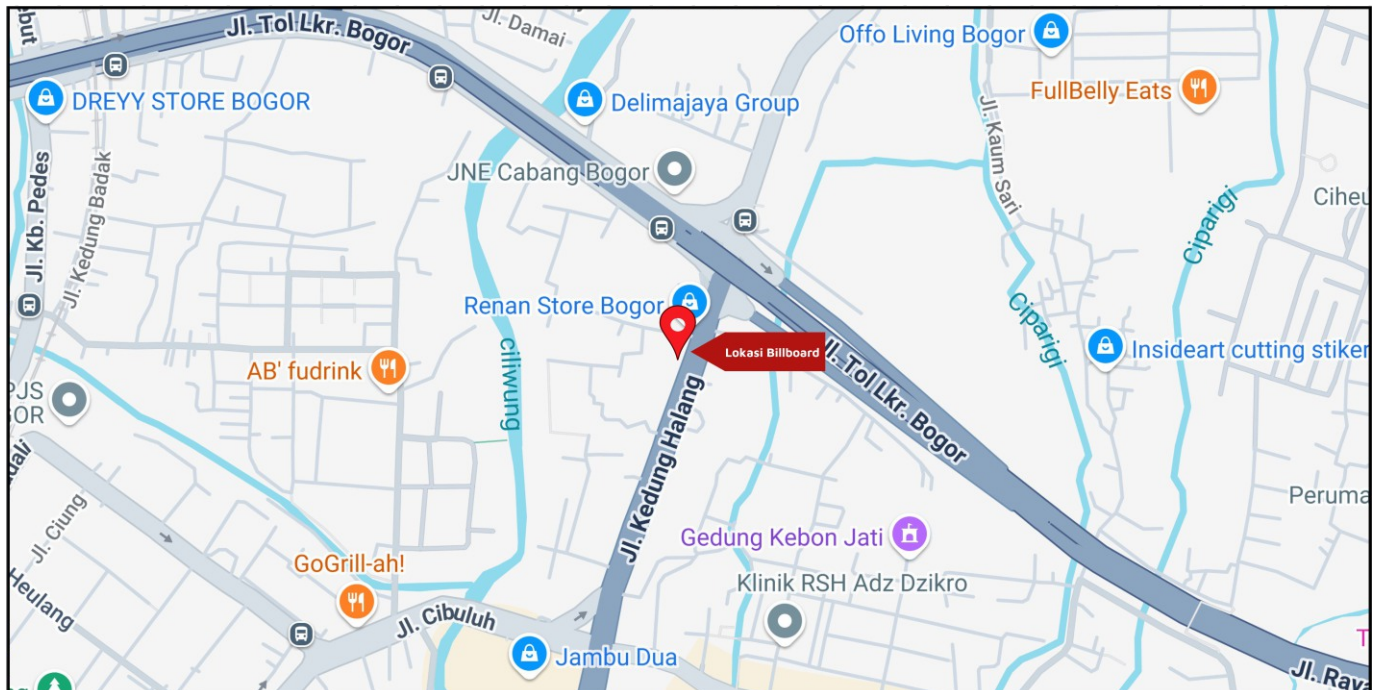 Jl. Damai
Jl. Tol Lkr. Bogor
Offo Living Bogor
FullBelly Eats
DREYY STORE BOGOR
Delimajaya Group
Jl. Kaum Sari
JNE Cabang Bogor
Jl. Kb. Pedes
Jl. Kedung Badak
Ciparigi
Renan Store Bogor
Ciparigi
Lokasi Billboard
Insideart cutting stiker
ciliwung
AB' fudrink
Jl. Tol Lkr. Bogor
Jl. Kedung Halang
Jl. Ciung
Gedung Kebon Jati
GoGrill-ah!
Klinik RSH Adz Dzikro
Heulang
Jl. Cibuluh
Jambu Dua